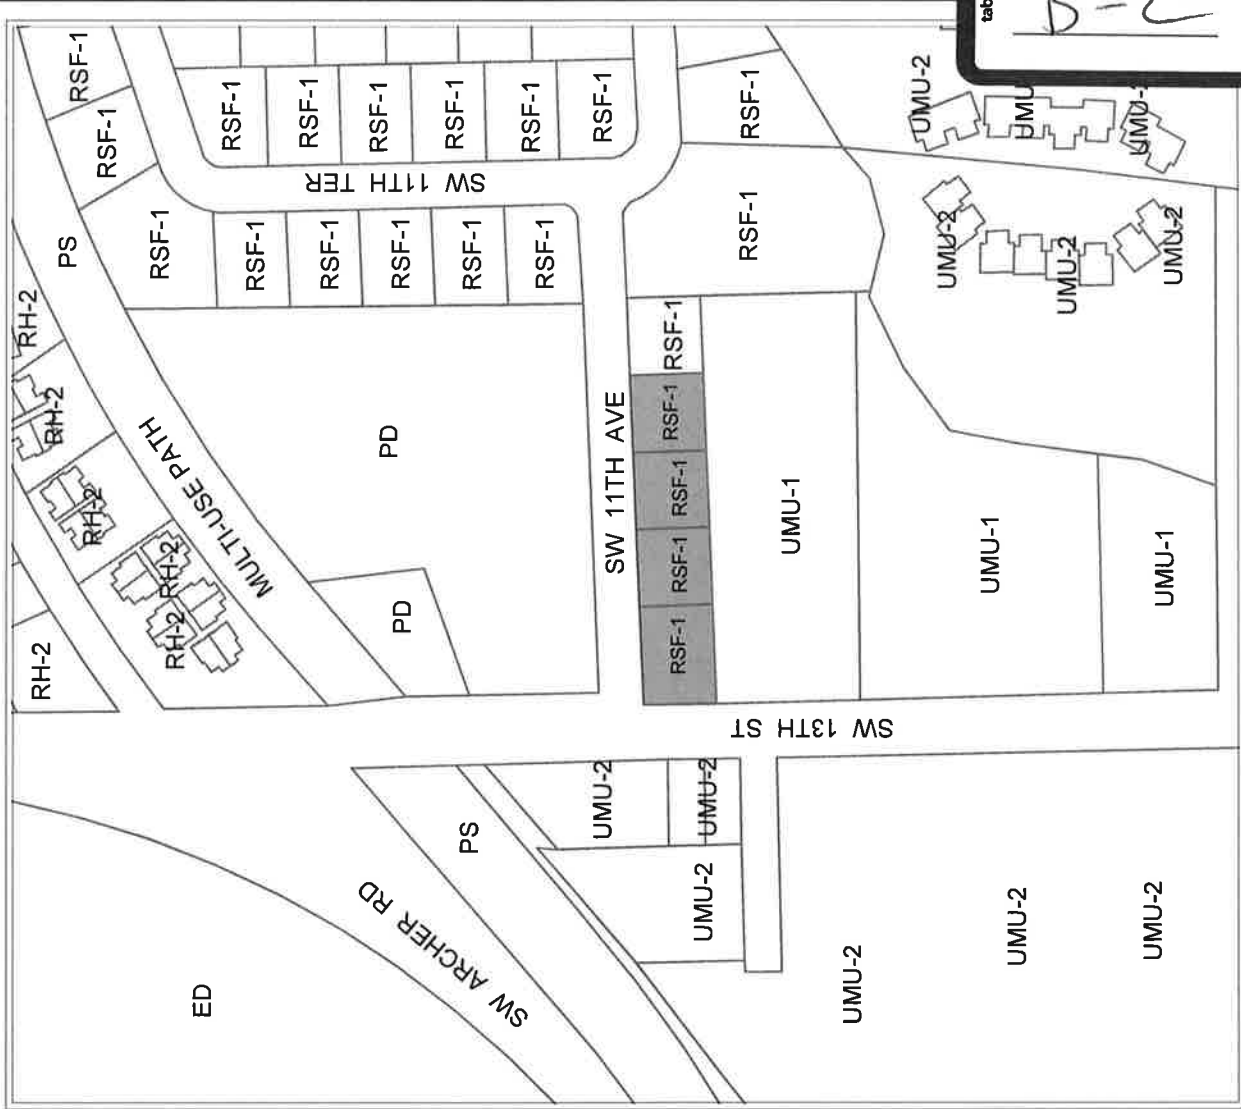 RH-2
RH-2
RH-2
PS
RSF-1
RH-2
RSF-1
RH-2
RH-2
RSF-1
MULTI-USE PATH
ED
RSF-1
RSF-1
RSF-1
RSF-1
RSF-1
RSF-1
RSF-1
RSF-1
RSF-1
RSF-1
RSF-1
SW 11TH TER
PD
PD
SW ARCHER RD
PS
SW 11TH AVE
UMU-2
UMU-2
UMU-2
RSF-1
RSF-1
RSF-1
RSF-1
RSF-1
RSF-1
RSF-1
SW 13TH ST
UMU-1
UMU-1
UMU-1
UMU-2
UMU-2
UMU-2
UMU-2
UMU-2
UMU-2
UMU-2
UMU
UMU-
tab